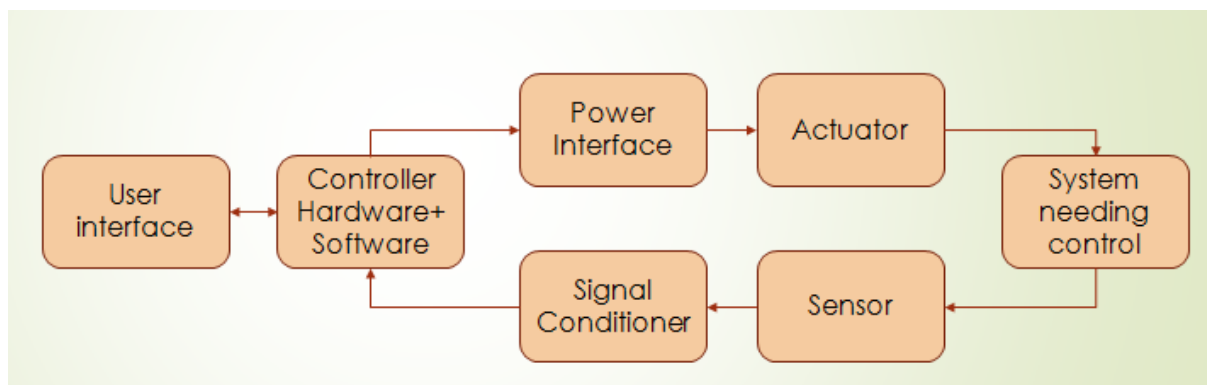 User
interface
Controller
Hardware+
Software
Power
Interface
Actuator
System
needing
control
Sensor
Signal
Conditioner